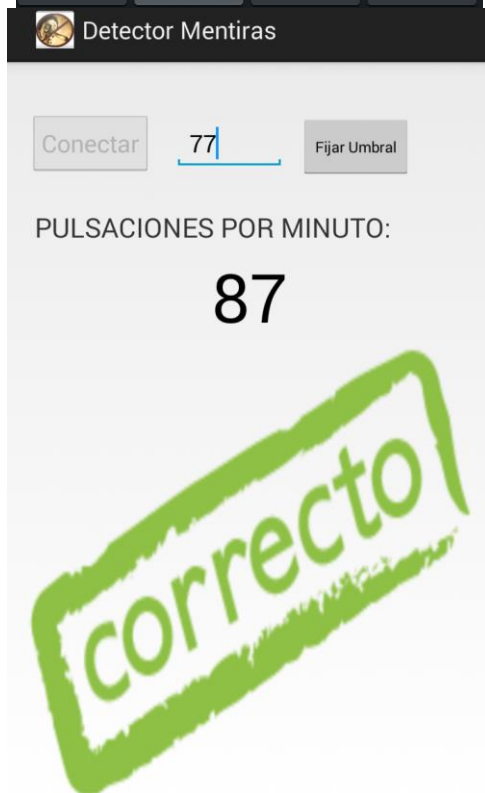 Detector Mentiras
Conectar 77 Fijar Umbral
PULSACIONES POR MINUTO:
87
correcto